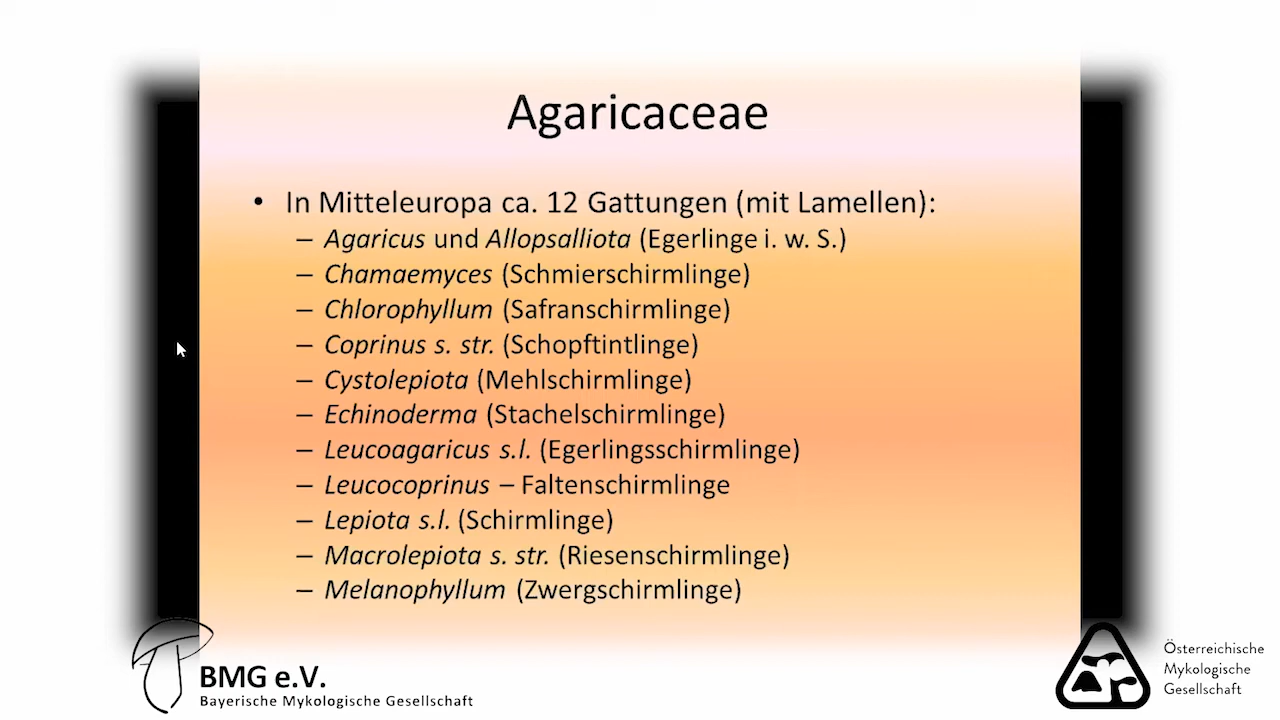 Agaricaceae
• In Mitteleuropa ca. 12 Gattungen (mit Lamellen):
– Agaricus und Allopsalliota (Egerlinge i. w. S.)
– Chamaemyces (Schmierschirmlinge)
– Chlorophyllum (Safranschirmlinge)
– Coprinus s. str. (Schopftintlinge)
– Cystolepiota (Mehlschirmlinge)
– Echinoderma (Stachelschirmlinge)
– Leucoagaricus s.l. (Egerlingsschirmlinge)
– Leucocoprinus – Faltenschirmlinge
– Lepiota s.l. (Schirmlinge)
– Macrolepiota s. str. (Riesenschirmlinge)
– Melanophyllum (Zwergschirmlinge)
BMG e.V.
Bayerische Mykologische Gesellschaft
Österreichische
Mykologische
Gesellschaft